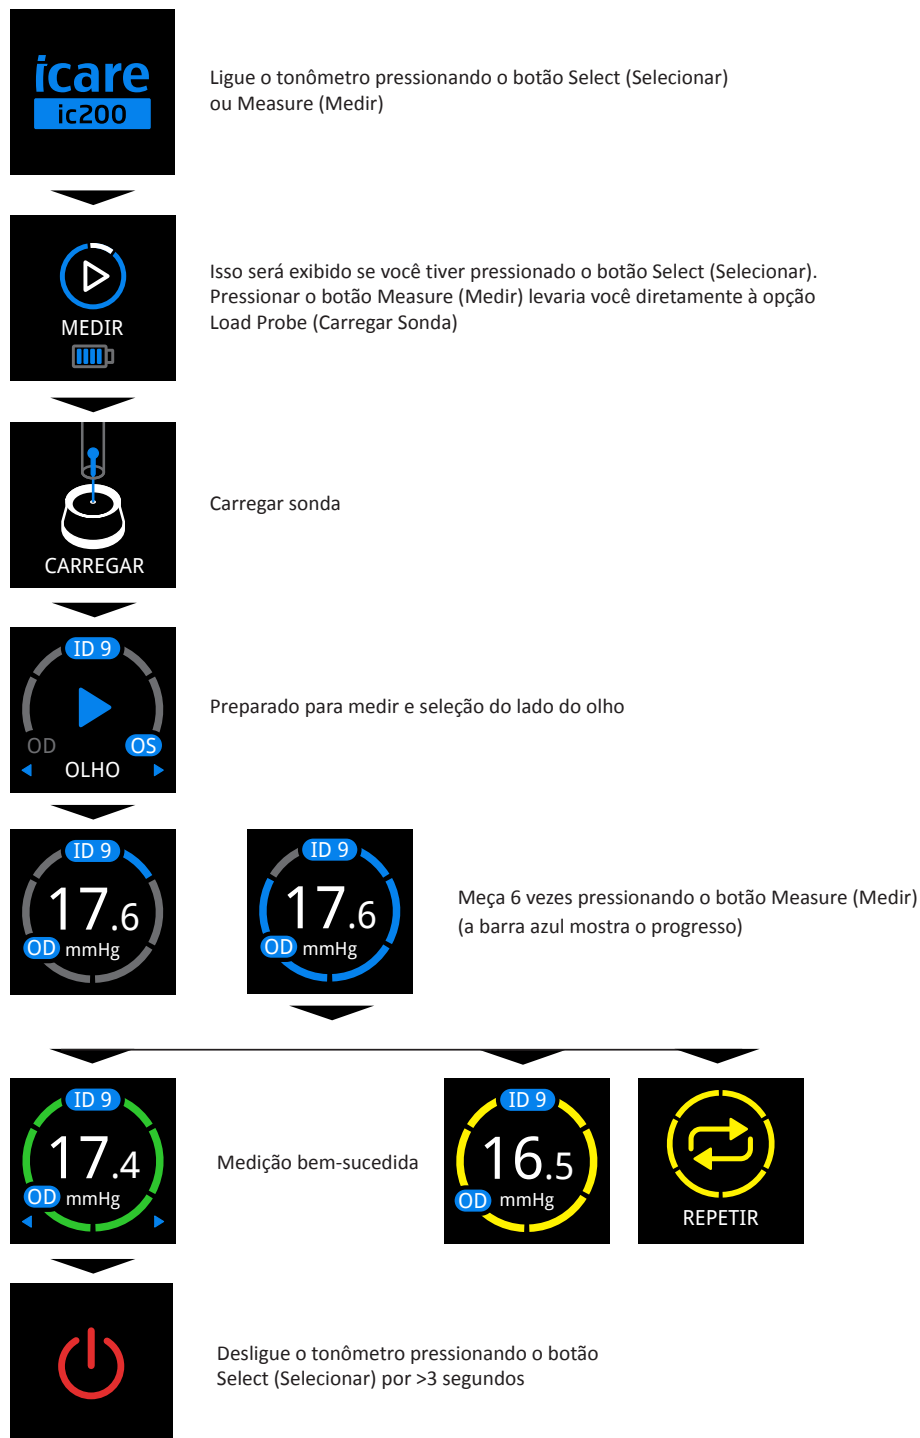 icare
ic200
Ligue o tonômetro pressionando o botão Select (Selecionar)
ou Measure (Medir)
MEDIR
Isso será exibido se você tiver pressionado o botão Select (Selecionar).
Pressionar o botão Measure (Medir) levaria você diretamente à opção
Load Probe (Carregar Sonda)
CARREGAR
Carregar sonda
ID 9
OD
OS
OLHO
Preparado para medir e seleção do lado do olho
ID 9
17.6
OD mmHg
ID 9
17.6
OD mmHg
Meça 6 vezes pressionando o botão Measure (Medir)
(a barra azul mostra o progresso)
ID 9
17.4
OD mmHg
Medição bem-sucedida
ID 9
16.5
OD mmHg
REPETIR
Desligue o tonômetro pressionando o botão
Select (Selecionar) por >3 segundos